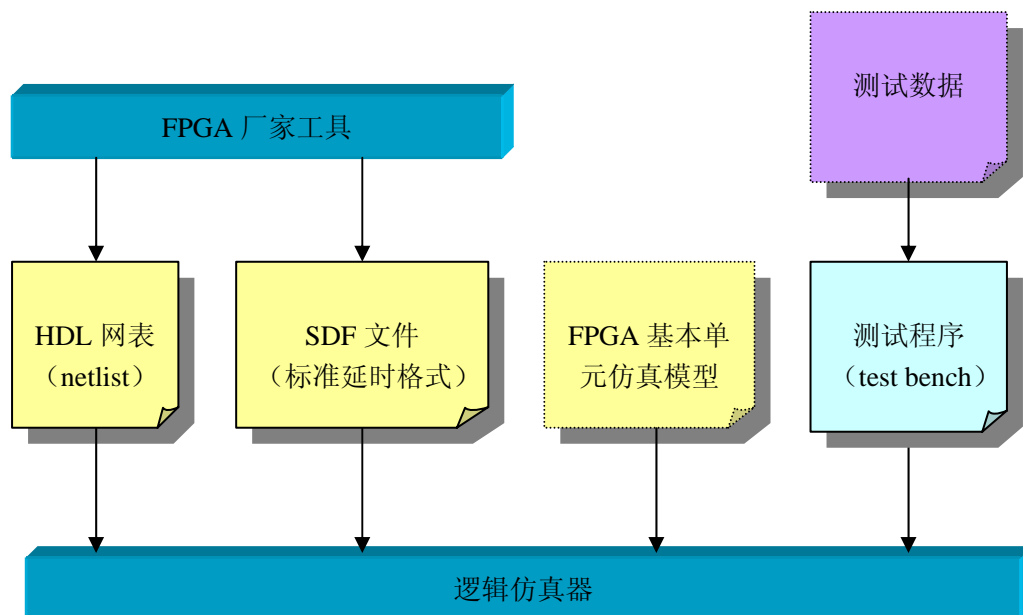 测试数据
FPGA 厂家工具
HDL 网表
（netlist）
SDF 文件
（标准延时格式）
FPGA 基本单
元仿真模型
测试程序
（test bench）
逻辑仿真器